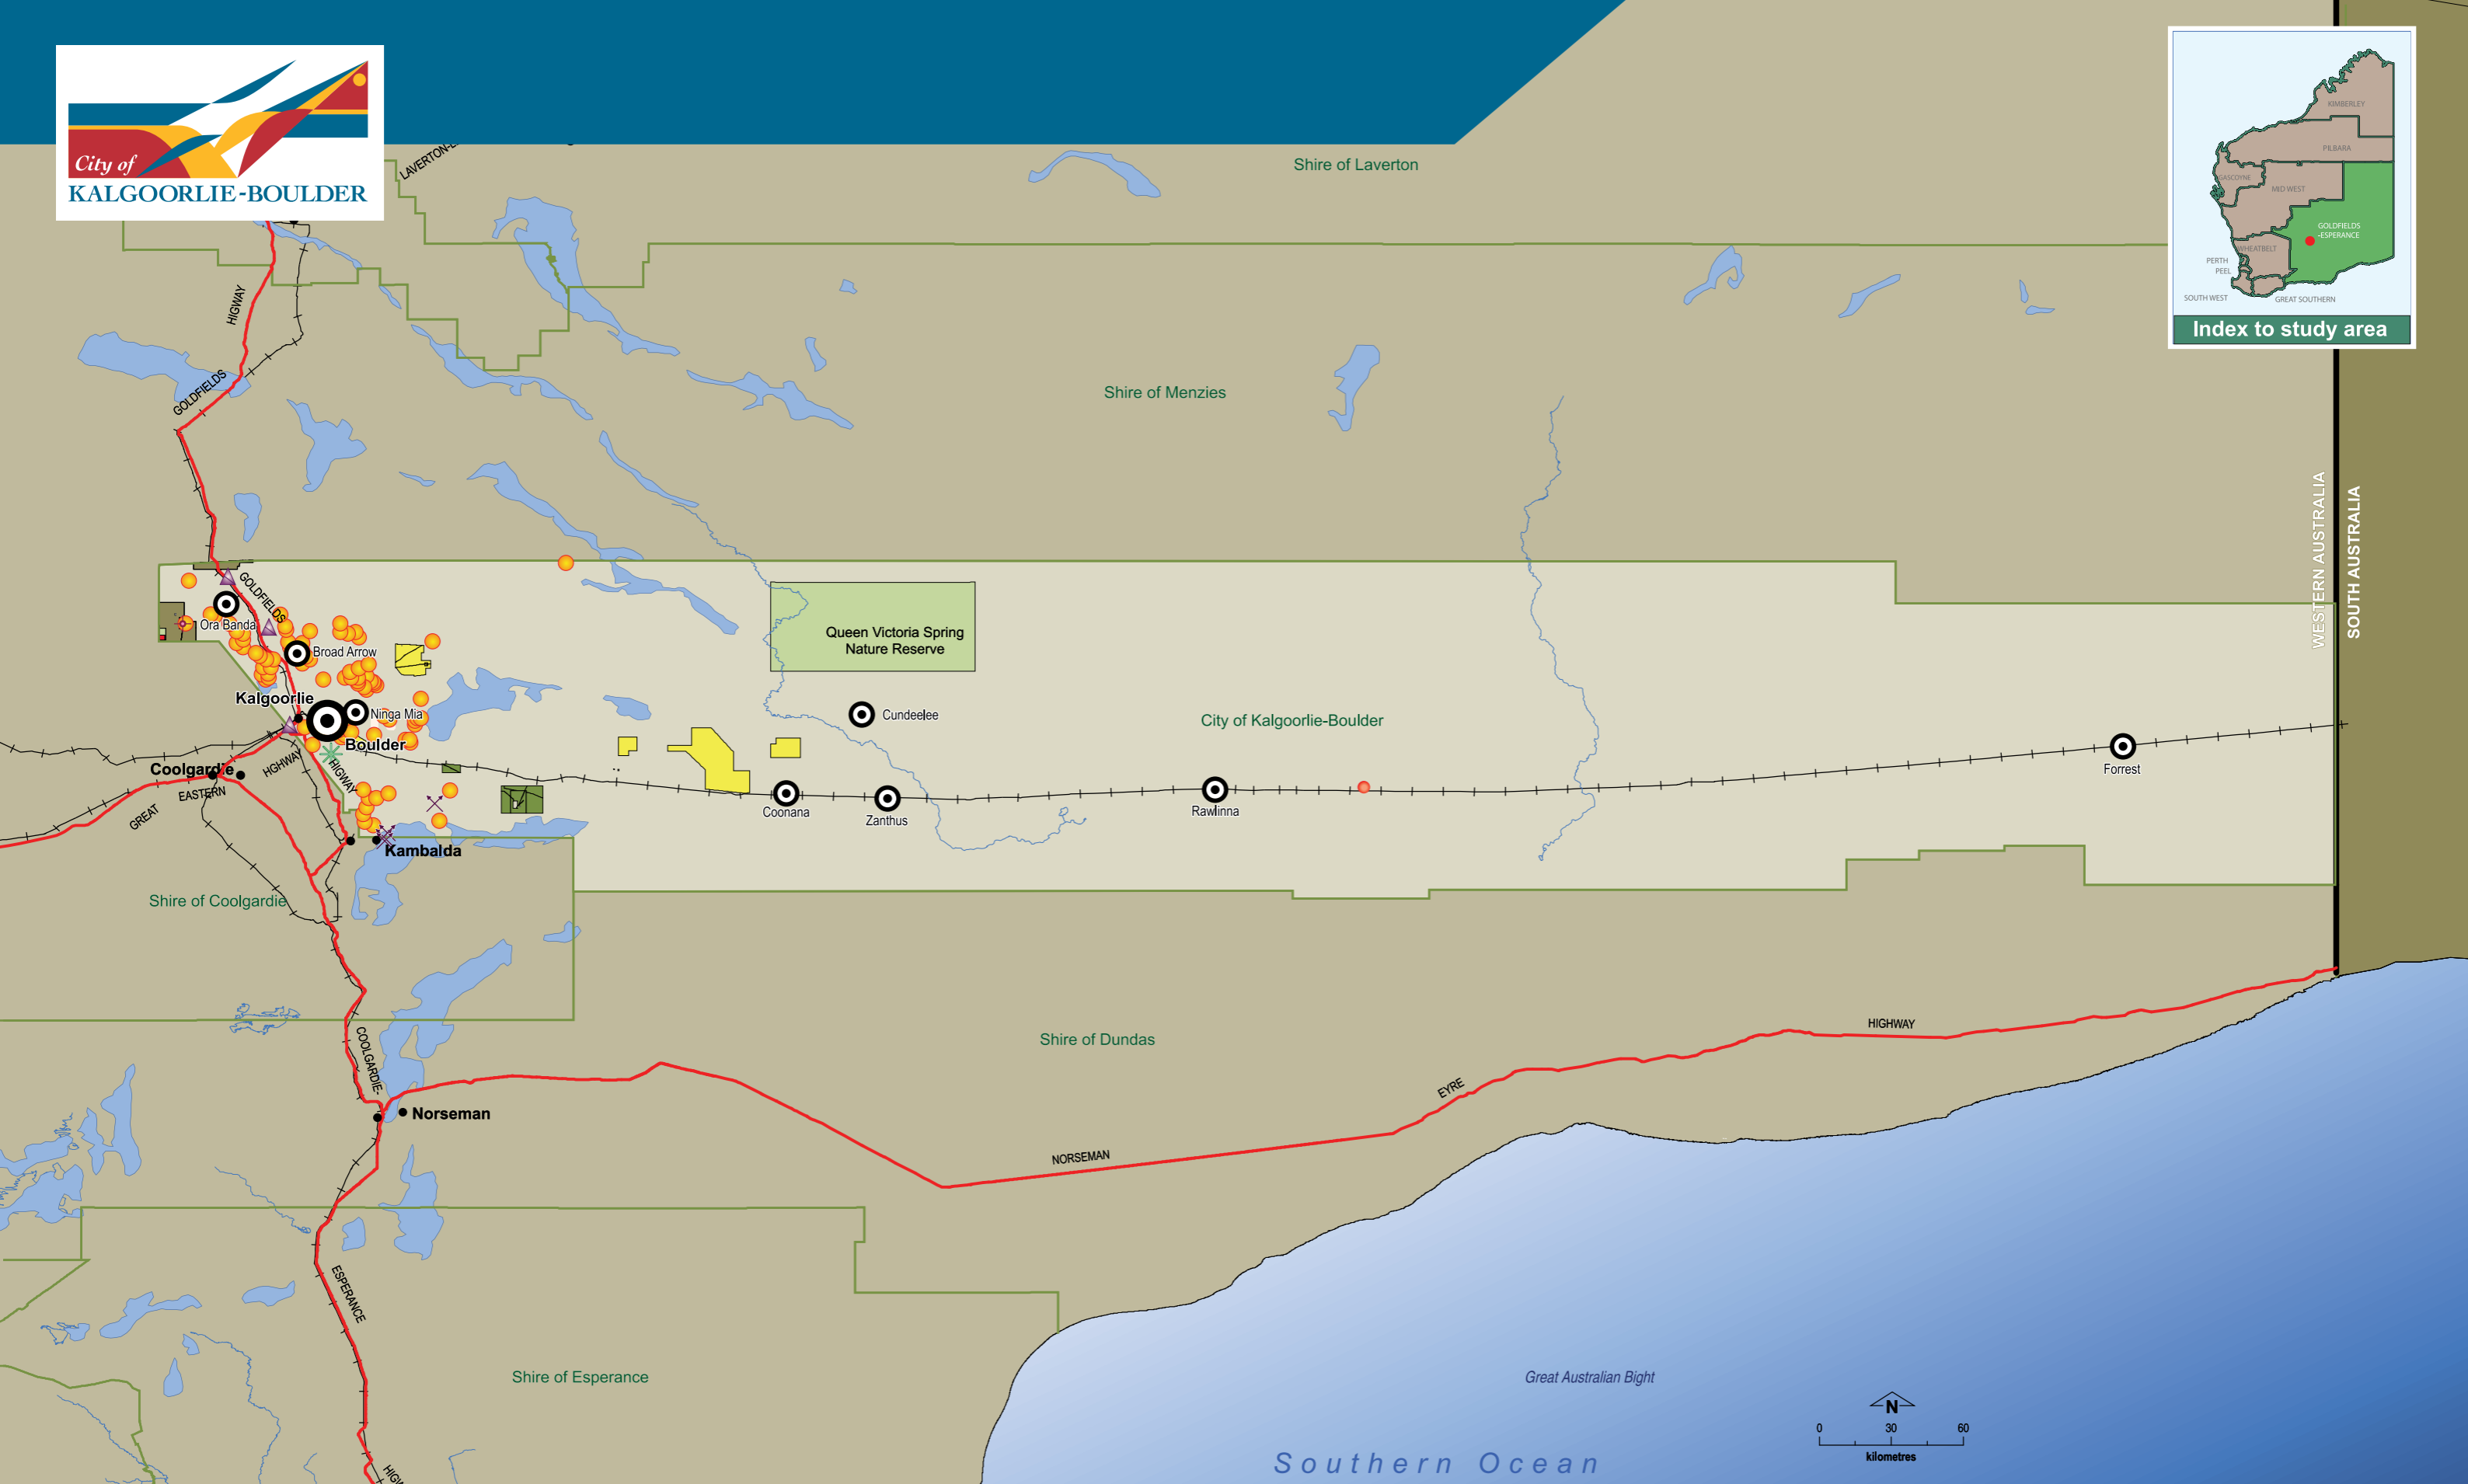 City of
KALGOORLIE-BOULDER
LAVERTON-
Shire of Laverton
KIMBERLEY
PILBARA
GASCOYNE
MID WEST
GOLDFIELDS
-ESPERANCE
WHEATBELT
PERTH
PEEL
SOUTH WEST
GREAT SOUTHERN
Index to study area
HIGWAY
GOLDFIELDS
Shire of Menzies
WESTERN AUSTRALIA
SOUTH AUSTRALIA
GOLDFIELDS
Ora Banda
Broad Arrow
Queen Victoria Spring
Nature Reserve
Kalgoorlie
Ninga Mia
Cundeelee
City of Kalgoorlie-Boulder
Boulder
HGHWAY
HIGWAY
Coolgardie
EASTERN
GREAT
Forrest
Coonana
Zanthus
Rawlinna
Kambalda
Shire of Coolgardie
COOLGARDIE-
Shire of Dundas
HIGHWAY
EYRE
Norseman
NORSEMAN
ESPERANCE
Shire of Esperance
Great Australian Bight
N
0 30 60
kilometres
Southern Ocean